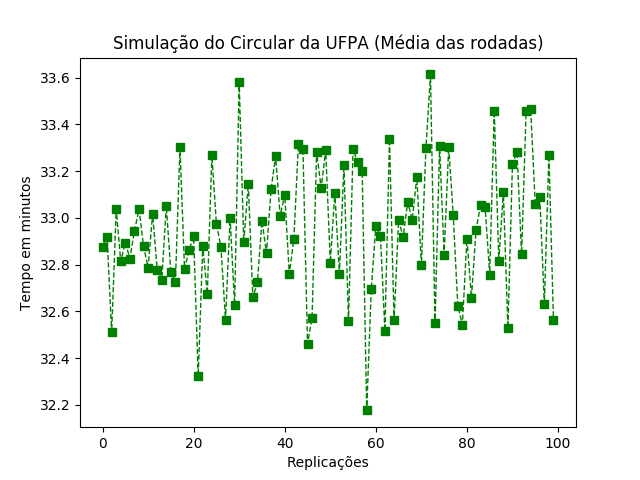 Simulação do Circular da UFPA (Média das rodadas)
Tempo em minutos
33.6
33.4
33.2
33.0
32.8
32.6
32.4
32.2
0 20 40 60 80 100
Replicações